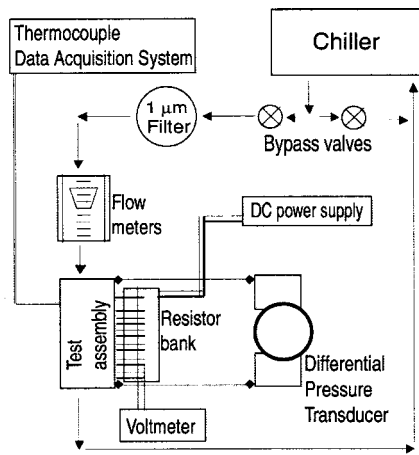 Thermocouple
Data Acquisition System
Chiller
1 μm
Filter
Bypass valves
Flow
meters
DC power supply
Test
assembly
Resistor
bank
Differential
Pressure
Transducer
Voltmeter